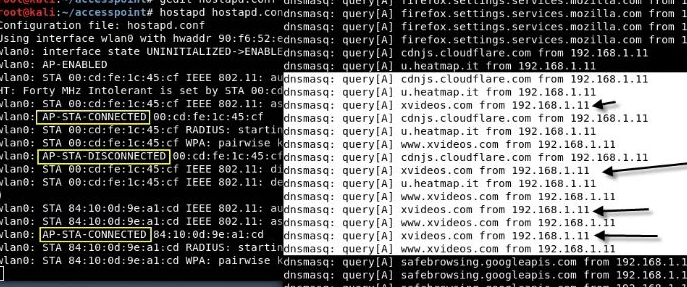 root@kali:~/accesspoint# gedit hostapd.conf
root@kali:~/accesspoint# hostapd hostapd.con
Configuration file: hostapd.conf
Using interface wlan0 with hwaddr 90:f6:52:e
wlan0: interface state UNINITIALIZED->ENABLE
wlan0: AP-ENABLED
wlan0: STA 00:cd:fe:1c:45:cf IEEE 802.11: au
HT: Forty MHz Intolerant is set by STA 00:cd
wlan0: STA 00:cd:fe:1c:45:cf IEEE 802.11: as
wlan0: AP-STA-CONNECTED 00:cd:fe:1c:45:cf
wlan0: STA 00:cd:fe:1c:45:cf RADIUS: startin
wlan0: STA 00:cd:fe:1c:45:cf WPA: pairwise k
wlan0: AP-STA-DISCONNECTED 00:cd:fe:1c:45:cf
wlan0: STA 00:cd:fe:1c:45:cf IEEE 802.11: di
wlan0: STA 00:cd:fe:1c:45:cf IEEE 802.11: de
)
wlan0: STA 84:10:0d:9e:a1:cd IEEE 802.11: au
wlan0: STA 84:10:0d:9e:a1:cd IEEE 802.11: as
wlan0: AP-STA-CONNECTED 84:10:0d:9e:a1:cd
wlan0: STA 84:10:0d:9e:a1:cd RADIUS: startin
wlan0: STA 84:10:0d:9e:a1:cd WPA: pairwise k
dnsmasq: query[A] firefox.settings.services.mozilla.com from 1
dnsmasq: query[A] firefox.settings.services.mozilla.com from 1
dnsmasq: query[A] firefox.settings.services.mozilla.com from 1
dnsmasq: query[A] cdnjs.cloudflare.com from 192.168.1.11
dnsmasq: query[A] u.heatmap.it from 192.168.1.11
dnsmasq: query[A] cdnjs.cloudflare.com from 192.168.1.11
dnsmasq: query[A] u.heatmap.it from 192.168.1.11
dnsmasq: query[A] xvideos.com from 192.168.1.11
dnsmasq: query[A] cdnjs.cloudflare.com from 192.168.1.11
dnsmasq: query[A] u.heatmap.it from 192.168.1.11
dnsmasq: query[A] www.xvideos.com from 192.168.1.11
dnsmasq: query[A] cdnjs.cloudflare.com from 192.168.1.11
dnsmasq: query[A] xvideos.com from 192.168.1.11
dnsmasq: query[A] u.heatmap.it from 192.168.1.11
dnsmasq: query[A] www.xvideos.com from 192.168.1.11
dnsmasq: query[A] xvideos.com from 192.168.1.11
dnsmasq: query[A] www.xvideos.com from 192.168.1.11
dnsmasq: query[A] xvideos.com from 192.168.1.11
dnsmasq: query[A] www.xvideos.com from 192.168.1.11
dnsmasq: query[A] safebrowsing.googleapis.com from 192.168.1.1